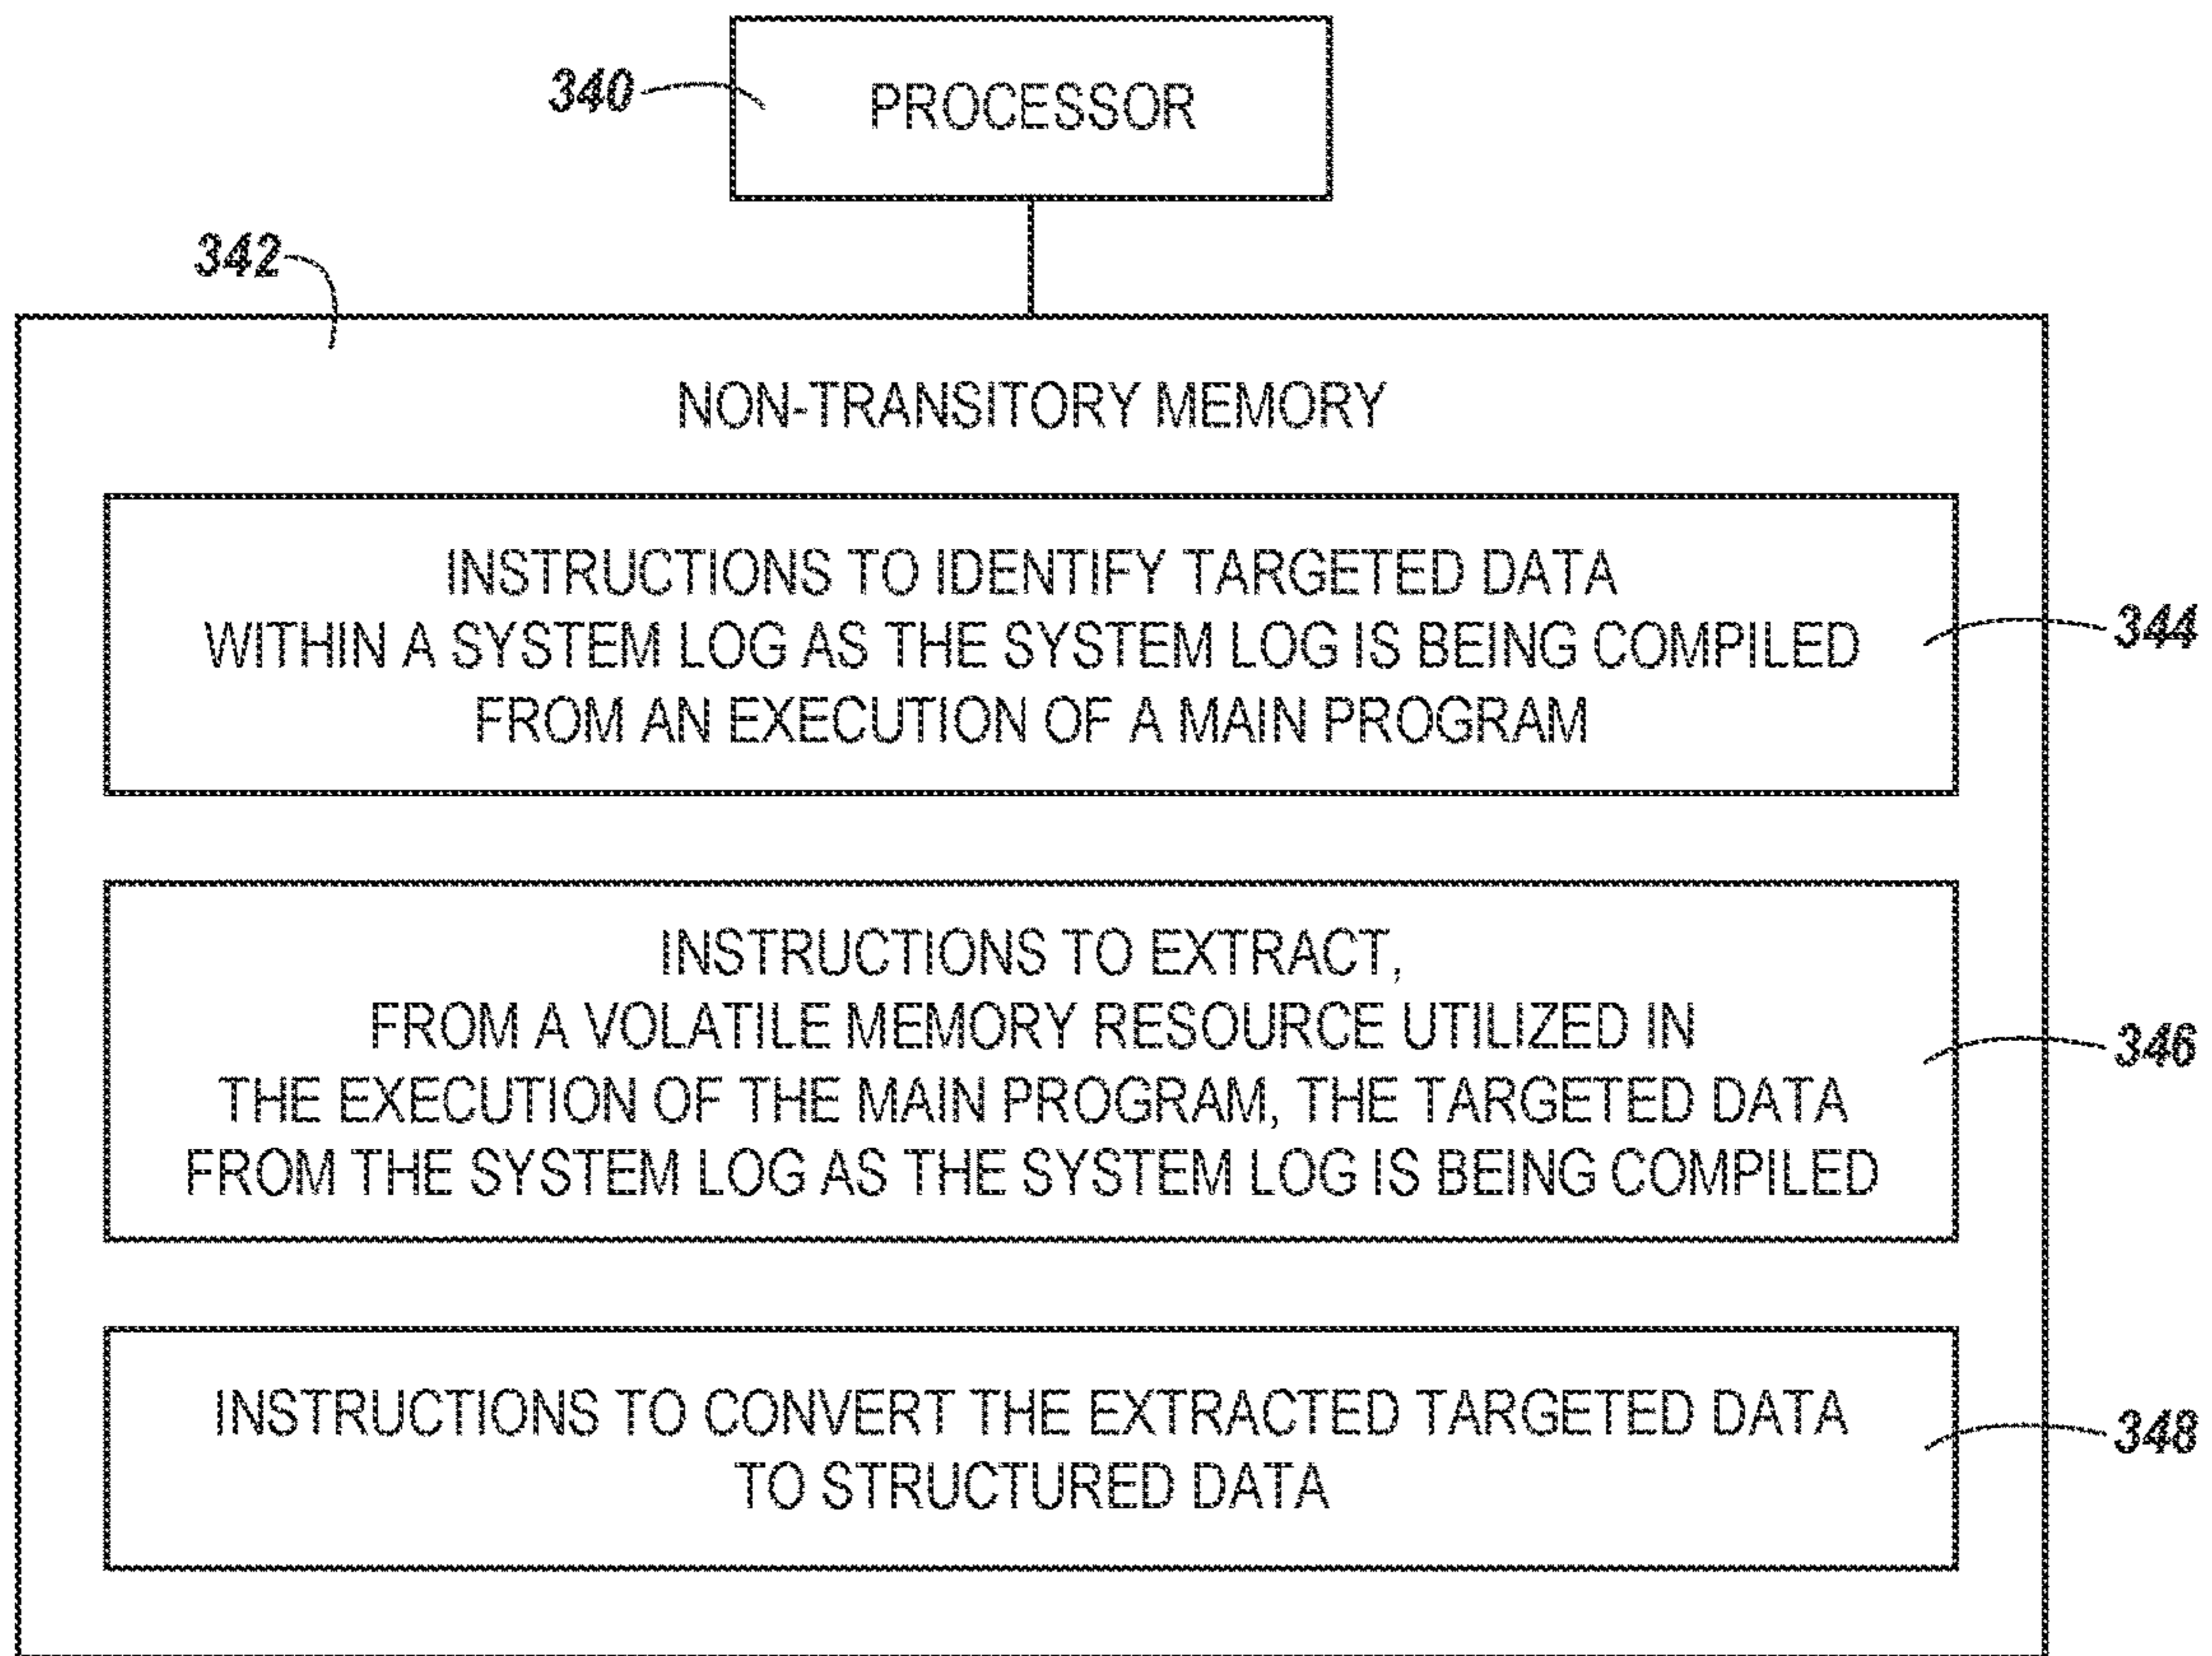 340
PROCESSOR
342
NON-TRANSITORY MEMORY
INSTRUCTIONS TO IDENTIFY TARGETED DATA
WITHIN A SYSTEM LOG AS THE SYSTEM LOG IS BEING COMPILED
FROM AN EXECUTION OF A MAIN PROGRAM
344
INSTRUCTIONS TO EXTRACT,
FROM A VOLATILE MEMORY RESOURCE UTILIZED IN
THE EXECUTION OF THE MAIN PROGRAM, THE TARGETED DATA
FROM THE SYSTEM LOG AS THE SYSTEM LOG IS BEING COMPILED
346
INSTRUCTIONS TO CONVERT THE EXTRACTED TARGETED DATA
TO STRUCTURED DATA
348